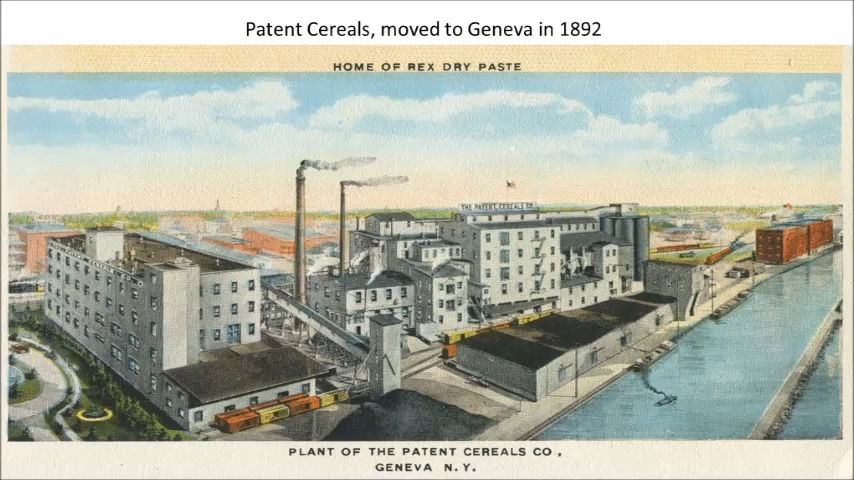 Patent Cereals, moved to Geneva in 1892
HOME OF REX DRY PASTE
THE PATENT CEREALS CO.
PLANT OF THE PATENT CEREALS CO.,
GENEVA N.Y.